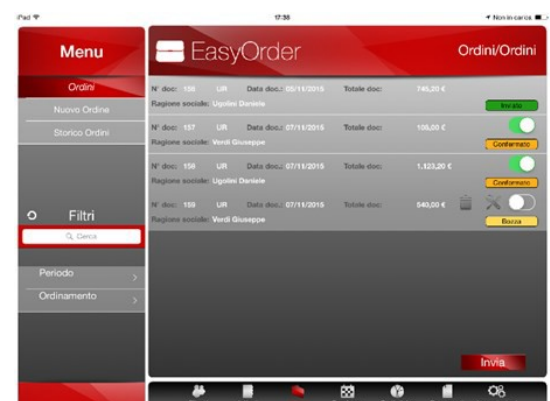 iPad
17:38
Non in carica
Menu
EasyOrder
Ordini/Ordini
Ordini
Nuovo Ordine
Storico Ordini
Filtri
Cerca
Periodo
Ordinamento
N° doc: 155 UR Data doc.: 05/11/2015 Totale doc: 745,20 €
Ragione sociale: Ugolini Daniele
Inviato
N° doc: 157 UR Data doc.: 07/11/2015 Totale doc: 105,00 €
Ragione sociale: Verdi Giuseppe
Confermato
N° doc: 158 UR Data doc.: 07/11/2015 Totale doc: 1.123,20 €
Ragione sociale: Ugolini Daniele
Confermato
N° doc: 159 UR Data doc.: 07/11/2015 Totale doc: 540,00 €
Ragione sociale: Verdi Giuseppe
Bozza
Invia